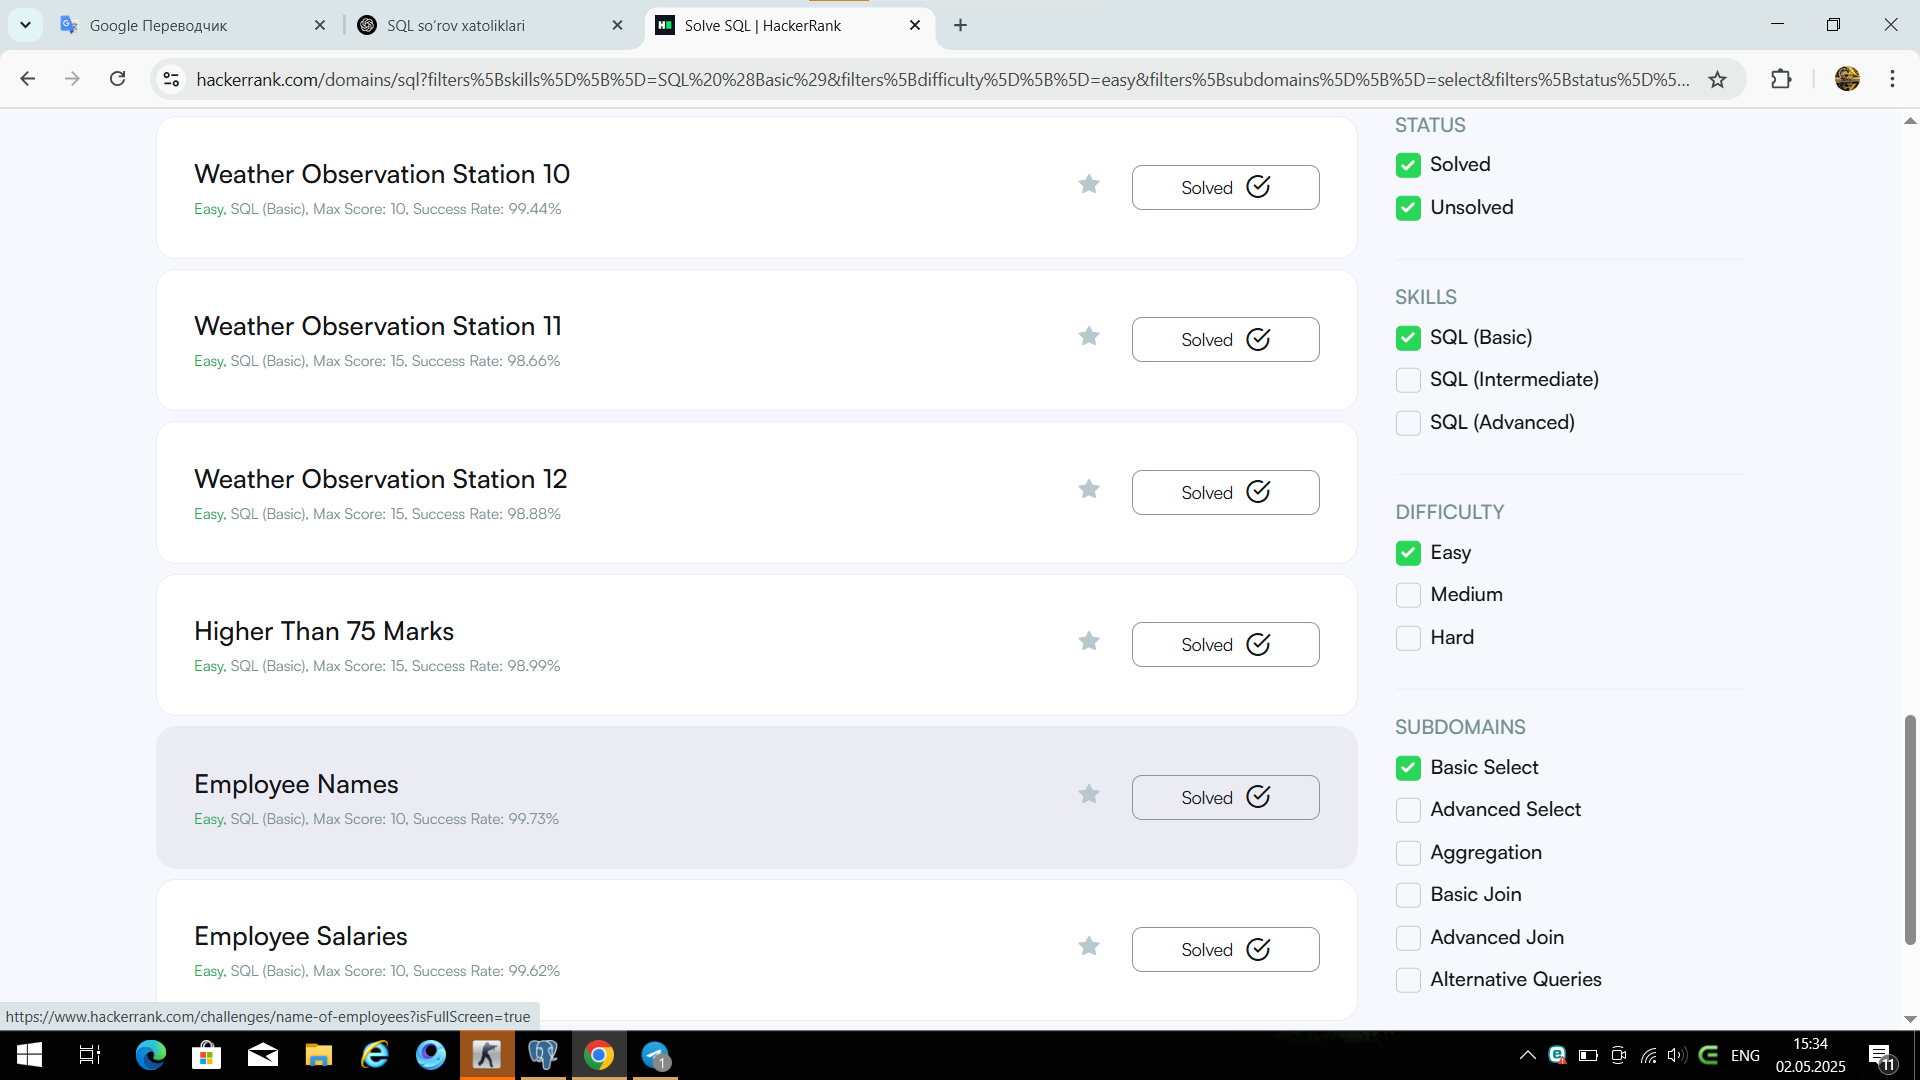 Google Переводчик
SQL so'rov xatoliklari
Solve SQL | HackerRank
hackerrank.com/domains/sql?filters%5Bskills%5D%5B%5D=SQL%20%28Basic%29&filters%5Bdifficulty%5D%5B%5D=easy&filters%5Bsubdomains%5D%5B%5D=select&filters%5Bstatus%5D%5...
Weather Observation Station 10
Easy, SQL (Basic), Max Score: 10, Success Rate: 99.44%
Solved
Weather Observation Station 11
Easy, SQL (Basic), Max Score: 15, Success Rate: 98.66%
Solved
Weather Observation Station 12
Easy, SQL (Basic), Max Score: 15, Success Rate: 98.88%
Solved
Higher Than 75 Marks
Easy, SQL (Basic), Max Score: 15, Success Rate: 98.99%
Solved
Employee Names
Easy, SQL (Basic), Max Score: 10, Success Rate: 99.73%
Solved
Employee Salaries
Easy, SQL (Basic), Max Score: 10, Success Rate: 99.62%
Solved
STATUS
Solved
Unsolved
SKILLS
SQL (Basic)
SQL (Intermediate)
SQL (Advanced)
DIFFICULTY
Easy
Medium
Hard
SUBDOMAINS
Basic Select
Advanced Select
Aggregation
Basic Join
Advanced Join
Alternative Queries
https://www.hackerrank.com/challenges/name-of-employees?isFullScreen=true
1
ENG
15:34
02.05.2025
11